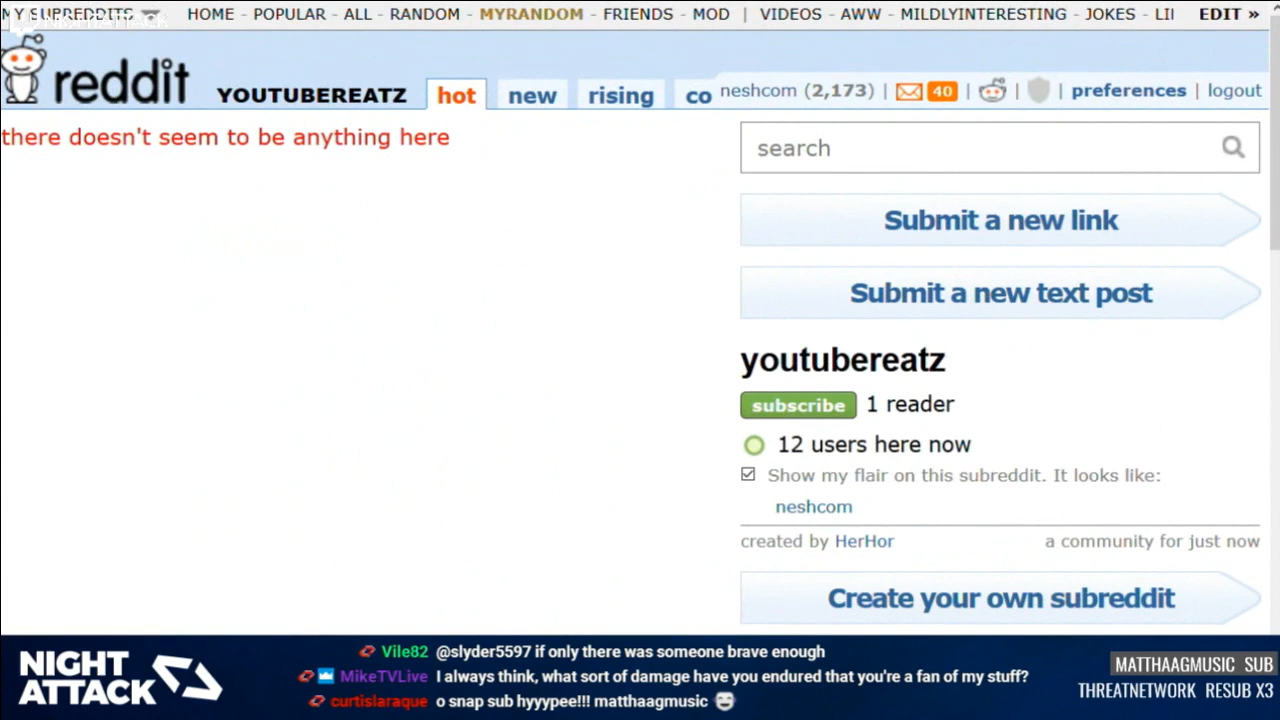 MY SUBREDDITS HOME - POPULAR - ALL - RANDOM - MYRANDOM - FRIENDS - MOD | VIDEOS - AWW - MILDLYINTERESTING - JOKES - LI EDIT »
reddit YOUTUBEREATZ hot new rising co neshcom (2,173) | 40 | | | preferences | logout
there doesn't seem to be anything here
search
Submit a new link
Submit a new text post
youtubereatz
subscribe 1 reader
12 users here now
Show my flair on this subreddit. It looks like:
neshcom
created by HerHor a community for just now
Create your own subreddit
NIGHT ATTACK
Vile82 @slyder5597 if only there was someone brave enough
MikeTVLive I always think, what sort of damage have you endured that you're a fan of my stuff?
curtislaraque o snap sub hyyypee!!! matthaagmusic
MATTHAAGMUSIC SUB
THREATNETWORK RESUB X3